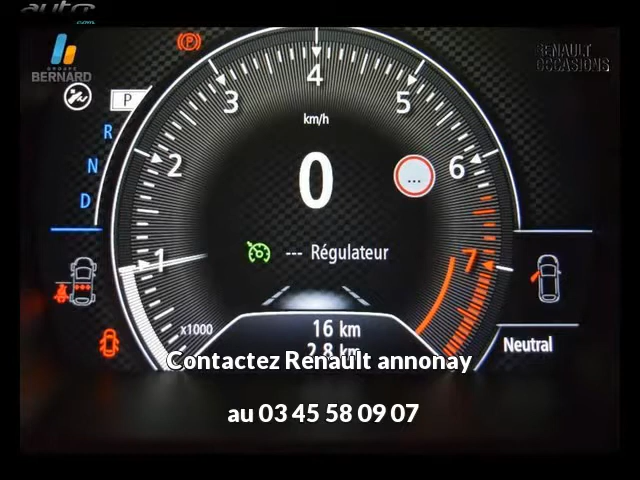 auto
.com
GROUPE
BERNARD
RENAULT
OCCASIONS
P
R
N
D
1
2
3
4
5
6
7
km/h
0
...
--- Régulateur
x1000
16 km
2.8 km
Neutral
Contactez Renault annonay
au 03 45 58 09 07